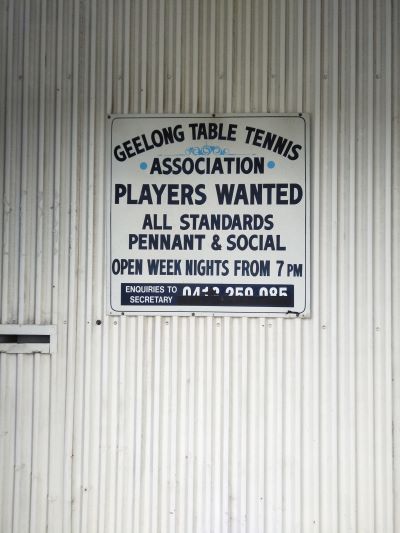 GEELONG TABLE TENNIS
ASSOCIATION
PLAYERS WANTED
ALL STANDARDS
PENNANT & SOCIAL
OPEN WEEK NIGHTS FROM 7 PM
ENQUIRIES TO
SECRETARY